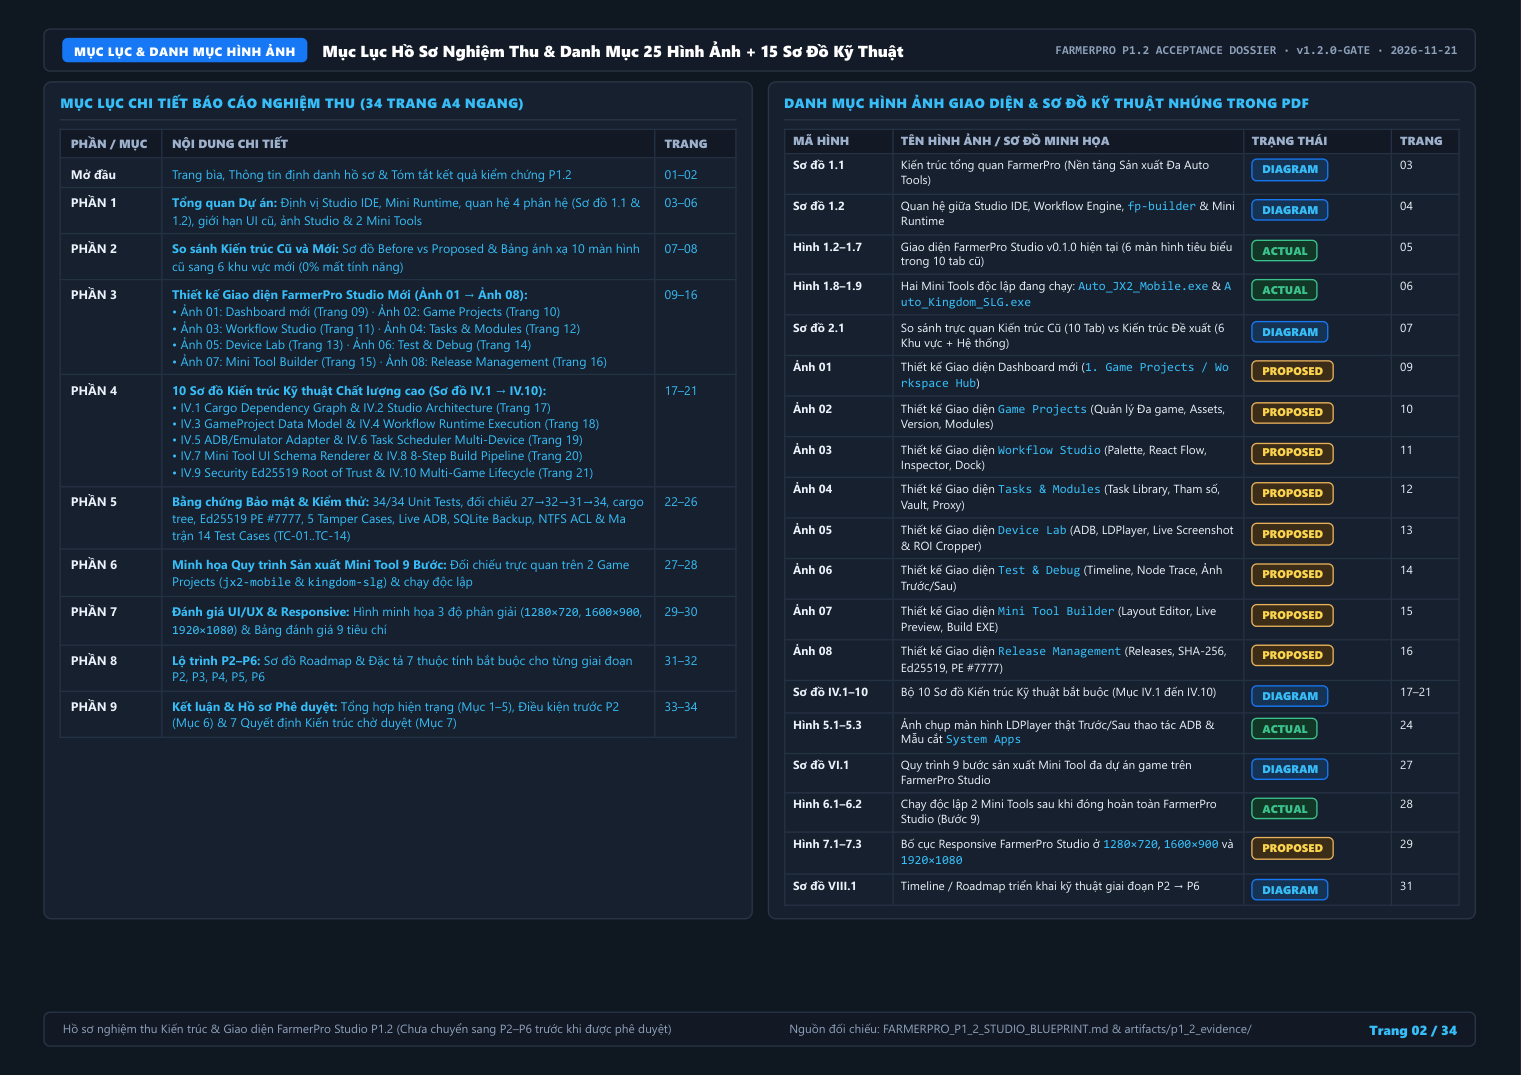 MỤC LỤC & DANH MỤC HÌNH ẢNH
Mục Lục Hồ Sơ Nghiệm Thu & Danh Mục 25 Hình Ảnh + 15 Sơ Đồ Kỹ Thuật
FARMERPRO P1.2 ACCEPTANCE DOSSIER · v1.2.0-GATE · 2026-11-21
MỤC LỤC CHI TIẾT BÁO CÁO NGHIỆM THU (34 TRANG A4 NGANG)
PHẦN / MỤC NỘI DUNG CHI TIẾT TRANG
Mở đầu Trang bìa, Thông tin định danh hồ sơ & Tóm tắt kết quả kiểm chứng P1.2 01–02
PHẦN 1 Tổng quan Dự án: Định vị Studio IDE, Mini Runtime, quan hệ 4 phân hệ (Sơ đồ 1.1 & 03–06
1.2), giới hạn UI cũ, ảnh Studio & 2 Mini Tools
PHẦN 2 So sánh Kiến trúc Cũ và Mới: Sơ đồ Before vs Proposed & Bảng ánh xạ 10 màn hình 07–08
cũ sang 6 khu vực mới (0% mất tính năng)
PHẦN 3 Thiết kế Giao diện FarmerPro Studio Mới (Ảnh 01 → Ảnh 08): 09–16
• Ảnh 01: Dashboard mới (Trang 09) · Ảnh 02: Game Projects (Trang 10)
• Ảnh 03: Workflow Studio (Trang 11) · Ảnh 04: Tasks & Modules (Trang 12)
• Ảnh 05: Device Lab (Trang 13) · Ảnh 06: Test & Debug (Trang 14)
• Ảnh 07: Mini Tool Builder (Trang 15) · Ảnh 08: Release Management (Trang 16)
PHẦN 4 10 Sơ đồ Kiến trúc Kỹ thuật Chất lượng cao (Sơ đồ IV.1 → IV.10): 17–21
• IV.1 Cargo Dependency Graph & IV.2 Studio Architecture (Trang 17)
• IV.3 GameProject Data Model & IV.4 Workflow Runtime Execution (Trang 18)
• IV.5 ADB/Emulator Adapter & IV.6 Task Scheduler Multi-Device (Trang 19)
• IV.7 Mini Tool UI Schema Renderer & IV.8 8-Step Build Pipeline (Trang 20)
• IV.9 Security Ed25519 Root of Trust & IV.10 Multi-Game Lifecycle (Trang 21)
PHẦN 5 Bằng chứng Bảo mật & Kiểm thử: 34/34 Unit Tests, đối chiếu 27→32→31→34, cargo 22–26
tree, Ed25519 PE #7777, 5 Tamper Cases, Live ADB, SQLite Backup, NTFS ACL & Ma
trận 14 Test Cases (TC-01..TC-14)
PHẦN 6 Minh họa Quy trình Sản xuất Mini Tool 9 Bước: Đối chiếu trực quan trên 2 Game 27–28
Projects (jx2-mobile & kingdom-slg) & chạy độc lập
PHẦN 7 Đánh giá UI/UX & Responsive: Hình minh họa 3 độ phân giải (1280×720, 1600×900, 29–30
1920×1080) & Bảng đánh giá 9 tiêu chí
PHẦN 8 Lộ trình P2–P6: Sơ đồ Roadmap & Đặc tả 7 thuộc tính bắt buộc cho từng giai đoạn 31–32
P2, P3, P4, P5, P6
PHẦN 9 Kết luận & Hồ sơ Phê duyệt: Tổng hợp hiện trạng (Mục 1–5), Điều kiện trước P2 33–34
(Mục 6) & 7 Quyết định Kiến trúc chờ duyệt (Mục 7)
DANH MỤC HÌNH ẢNH GIAO DIỆN & SƠ ĐỒ KỸ THUẬT NHÚNG TRONG PDF
MÃ HÌNH TÊN HÌNH ẢNH / SƠ ĐỒ MINH HỌA TRẠNG THÁI TRANG
Sơ đồ 1.1 Kiến trúc tổng quan FarmerPro (Nền tảng Sản xuất Đa Auto DIAGRAM 03
Tools)
Sơ đồ 1.2 Quan hệ giữa Studio IDE, Workflow Engine, fp-builder & Mini DIAGRAM 04
Runtime
Hình 1.2–1.7 Giao diện FarmerPro Studio v0.1.0 hiện tại (6 màn hình tiêu biểu ACTUAL 05
trong 10 tab cũ)
Hình 1.8–1.9 Hai Mini Tools độc lập đang chạy: Auto_JX2_Mobile.exe & A ACTUAL 06
uto_Kingdom_SLG.exe
Sơ đồ 2.1 So sánh trực quan Kiến trúc Cũ (10 Tab) vs Kiến trúc Đề xuất (6 DIAGRAM 07
Khu vực + Hệ thống)
Ảnh 01 Thiết kế Giao diện Dashboard mới (1. Game Projects / Wo PROPOSED 09
rkspace Hub)
Ảnh 02 Thiết kế Giao diện Game Projects (Quản lý Đa game, Assets, PROPOSED 10
Version, Modules)
Ảnh 03 Thiết kế Giao diện Workflow Studio (Palette, React Flow, PROPOSED 11
Inspector, Dock)
Ảnh 04 Thiết kế Giao diện Tasks & Modules (Task Library, Tham số, PROPOSED 12
Vault, Proxy)
Ảnh 05 Thiết kế Giao diện Device Lab (ADB, LDPlayer, Live Screenshot PROPOSED 13
& ROI Cropper)
Ảnh 06 Thiết kế Giao diện Test & Debug (Timeline, Node Trace, Ảnh PROPOSED 14
Trước/Sau)
Ảnh 07 Thiết kế Giao diện Mini Tool Builder (Layout Editor, Live PROPOSED 15
Preview, Build EXE)
Ảnh 08 Thiết kế Giao diện Release Management (Releases, SHA-256, PROPOSED 16
Ed25519, PE #7777)
Sơ đồ IV.1–10 Bộ 10 Sơ đồ Kiến trúc Kỹ thuật bắt buộc (Mục IV.1 đến IV.10) DIAGRAM 17–21
Hình 5.1–5.3 Ảnh chụp màn hình LDPlayer thật Trước/Sau thao tác ADB & ACTUAL 24
Mẫu cắt System Apps
Sơ đồ VI.1 Quy trình 9 bước sản xuất Mini Tool đa dự án game trên DIAGRAM 27
FarmerPro Studio
Hình 6.1–6.2 Chạy độc lập 2 Mini Tools sau khi đóng hoàn toàn FarmerPro ACTUAL 28
Studio (Bước 9)
Hình 7.1–7.3 Bố cục Responsive FarmerPro Studio ở 1280×720, 1600×900 và PROPOSED 29
1920×1080
Sơ đồ VIII.1 Timeline / Roadmap triển khai kỹ thuật giai đoạn P2 → P6 DIAGRAM 31
Hồ sơ nghiệm thu Kiến trúc & Giao diện FarmerPro Studio P1.2 (Chưa chuyển sang P2–P6 trước khi được phê duyệt)
Nguồn đối chiếu: FARMERPRO_P1_2_STUDIO_BLUEPRINT.md & artifacts/p1_2_evidence/
Trang 02 / 34